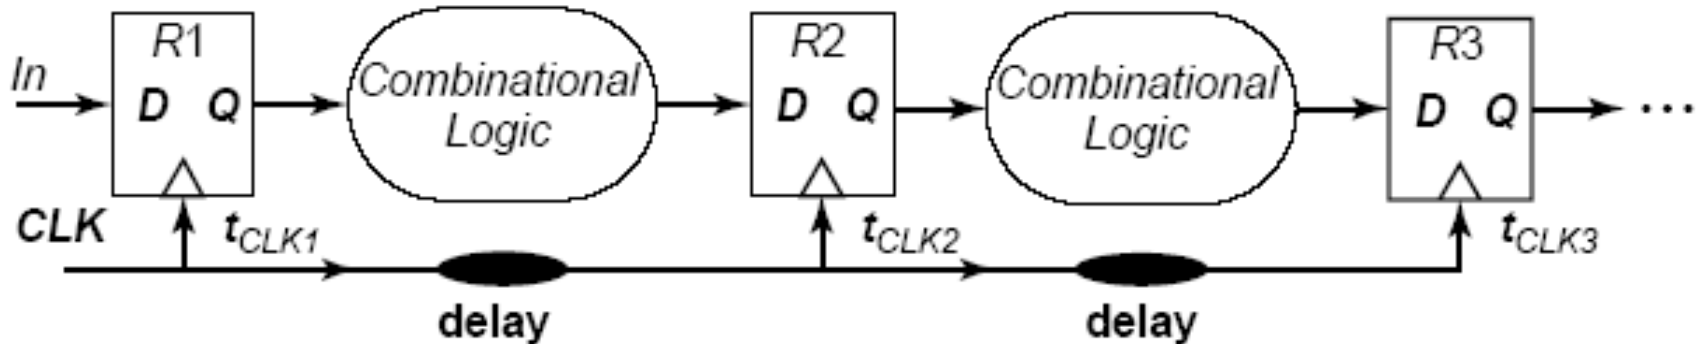 R1
R2
R3
In
Combinational
Logic
Combinational
Logic
D Q
D Q
D Q
...
CLK
tCLK1
tCLK2
tCLK3
delay
delay